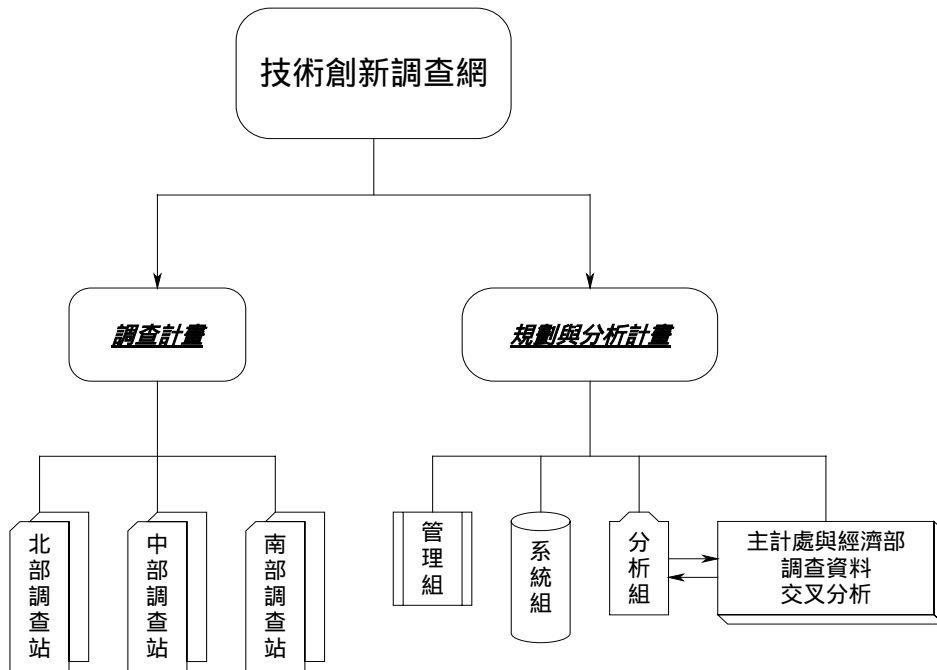 技術創新調查網
調查計畫
規劃與分析計畫
北部調查站
中部調查站
南部調查站
管理組
系統組
分析組
主計處與經濟部
調查資料
交叉分析